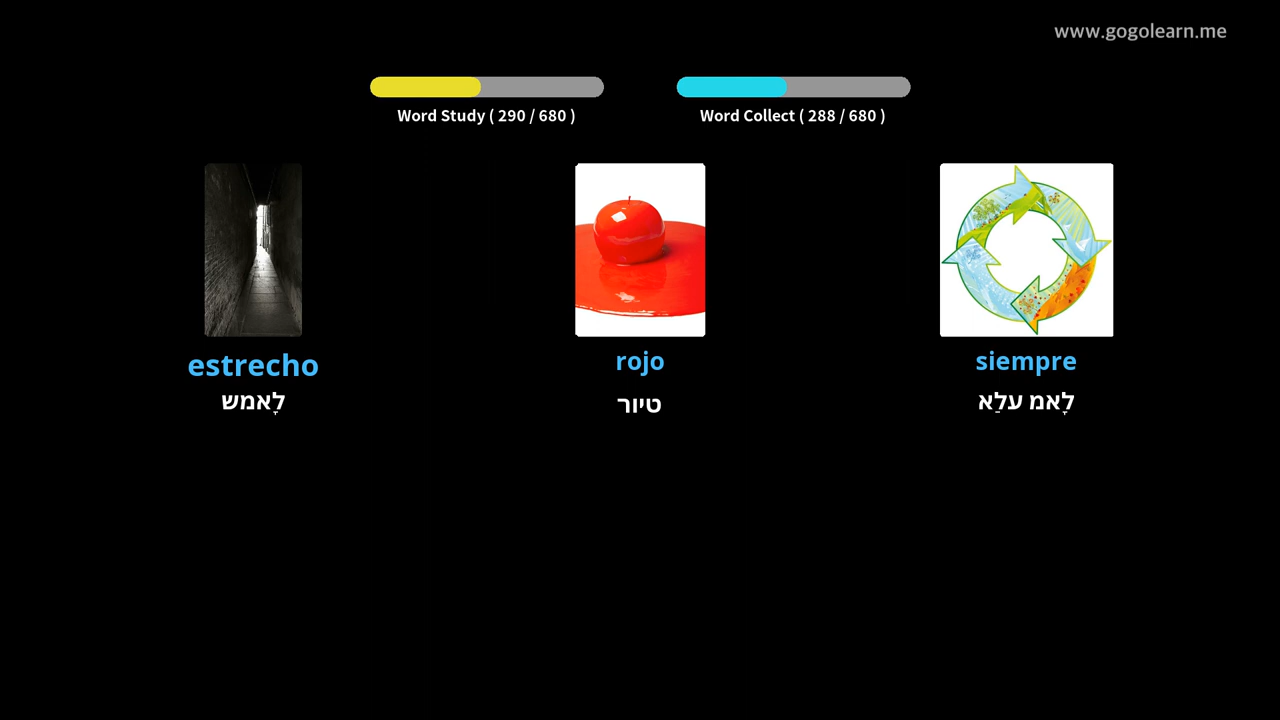 www.gogolearn.me
Word Study ( 290 / 680 )
Word Collect ( 288 / 680 )
estrecho
לָאמש
rojo
טיור
siempre
לָאמ עלַא